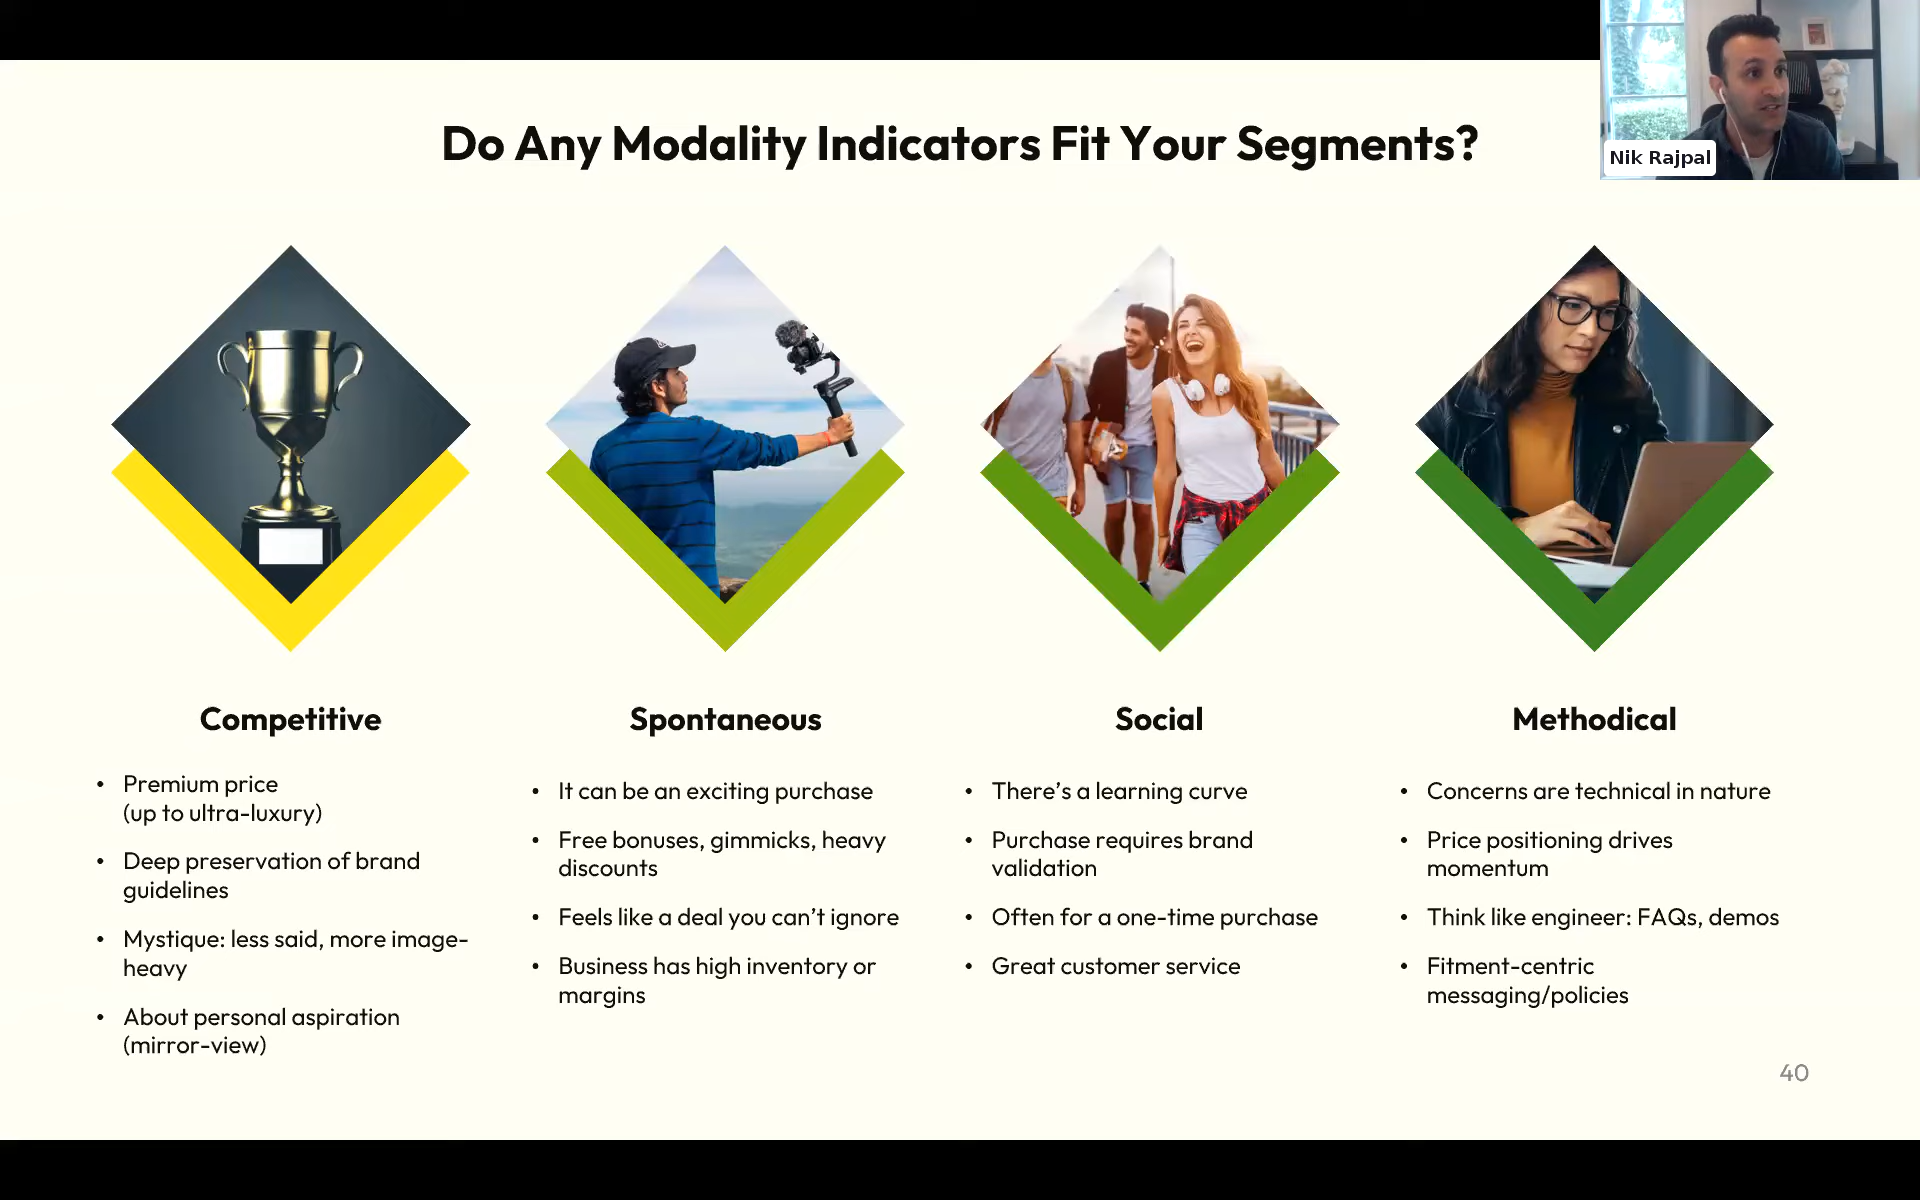 Do Any Modality Indicators Fit Your Segments?
Nik Rajpal
Competitive
• Premium price
(up to ultra-luxury)
• Deep preservation of brand
guidelines
• Mystique: less said, more image-
heavy
• About personal aspiration
(mirror-view)
Spontaneous
• It can be an exciting purchase
• Free bonuses, gimmicks, heavy
discounts
• Feels like a deal you can’t ignore
• Business has high inventory or
margins
Social
• There’s a learning curve
• Purchase requires brand
validation
• Often for a one-time purchase
• Great customer service
Methodical
• Concerns are technical in nature
• Price positioning drives
momentum
• Think like engineer: FAQs, demos
• Fitment-centric
messaging/policies
40